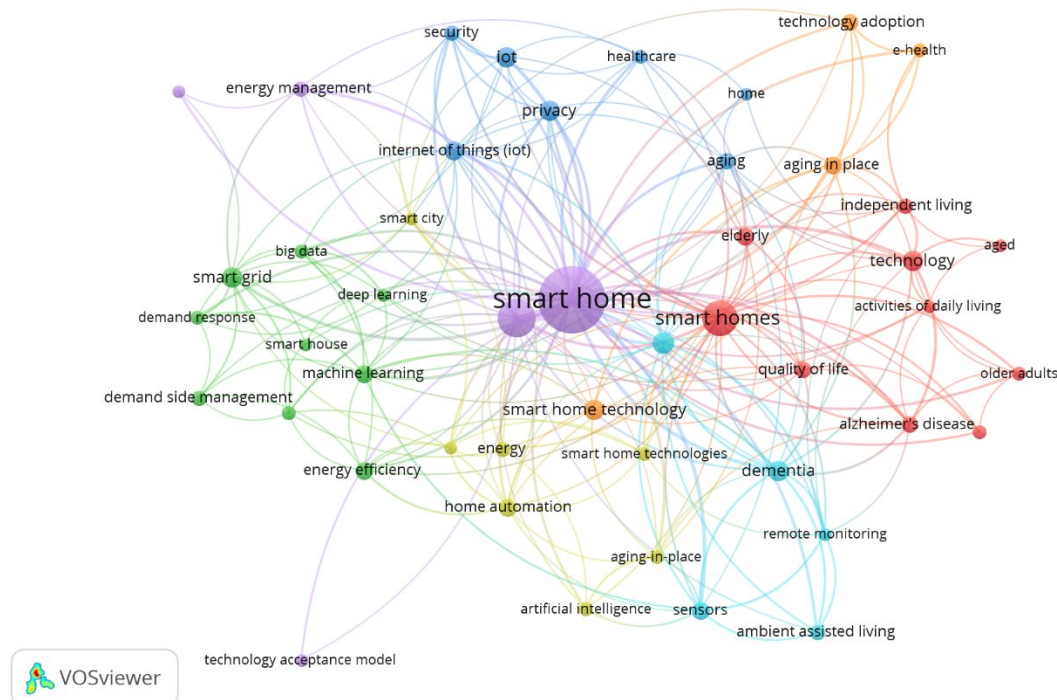 technology adoption
security
e-health
iot
healthcare
energy management
home
privacy
internet of things (iot)
aging
aging in place
independent living
smart city
elderly
aged
big data
technology
smart grid
deep learning
smart home
activities of daily living
demand response
smart homes
smart house
machine learning
quality of life
older adults
demand side management
smart home technology
alzheimer's disease
energy
smart home technologies
energy efficiency
dementia
home automation
remote monitoring
aging-in-place
artificial intelligence
sensors
ambient assisted living
technology acceptance model
VOSviewer